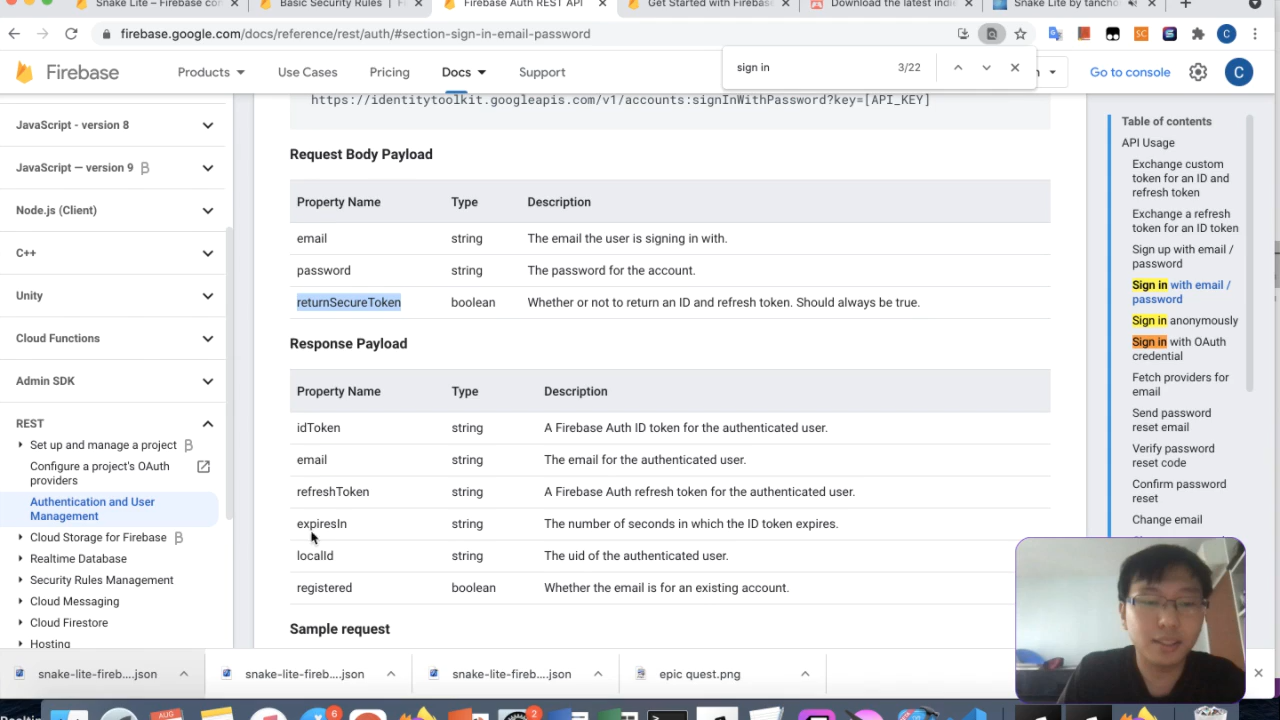 Snake Lite – Firebase con
Basic Security Rules | Fi
Firebase Auth REST API
Get Started with Firebase
Download the latest indie
Snake Lite by tancho
firebase.google.com/docs/reference/rest/auth/#section-sign-in-email-password
Firebase
Products
Use Cases
Pricing
Docs
Support
sign in
3/22
Go to console
C
JavaScript - version 8
JavaScript — version 9
Node.js (Client)
C++
Unity
Cloud Functions
Admin SDK
REST
Set up and manage a project
Configure a project's OAuth
providers
Authentication and User
Management
Cloud Storage for Firebase
Realtime Database
Security Rules Management
Cloud Messaging
Cloud Firestore
Hosting
https://identitytoolkit.googleapis.com/v1/accounts:signInWithPassword?key=[API_KEY]
Request Body Payload
Property Name Type Description
email string The email the user is signing in with.
password string The password for the account.
returnSecureToken boolean Whether or not to return an ID and refresh token. Should always be true.
Response Payload
Property Name Type Description
idToken string A Firebase Auth ID token for the authenticated user.
email string The email for the authenticated user.
refreshToken string A Firebase Auth refresh token for the authenticated user.
expiresIn string The number of seconds in which the ID token expires.
localId string The uid of the authenticated user.
registered boolean Whether the email is for an existing account.
Sample request
Table of contents
API Usage
Exchange custom
token for an ID and
refresh token
Exchange a refresh
token for an ID token
Sign up with email /
password
Sign in with email /
password
Sign in anonymously
Sign in with OAuth
credential
Fetch providers for
email
Send password
reset email
Verify password
reset code
Confirm password
reset
Change email
snake-lite-fireb....json
snake-lite-fireb....json
snake-lite-fireb....json
epic quest.png
AUG
6
2